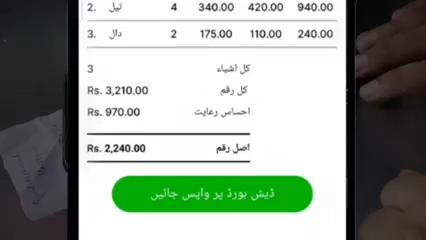 2. تیل 4 340.00 420.00 940.00
3. دال 2 175.00 110.00 240.00
کل اشیاء 3
کل رقم Rs. 3,210.00
احساس رعایت Rs. 970.00
اصل رقم Rs. 2,240.00
ڈیش بورڈ پر واپس جائیں